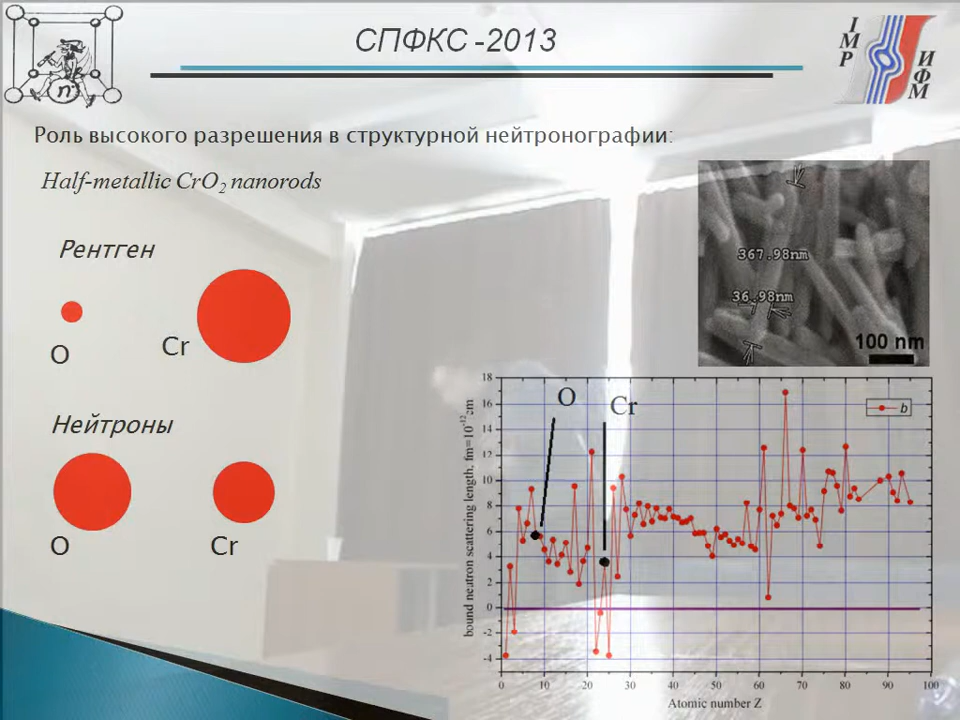 СПФКС -2013
IMP
ИФМ
n
Роль высокого разрешения в структурной нейтронографии:
Half-metallic CrO2 nanorods
Рентген
O
Cr
367.98nm
36.98nm
100 nm
Нейтроны
O
Cr
O
Cr
b
bound neutron scattering length, fm=10^-12cm
18
16
14
12
10
8
6
4
2
0
-2
-4
0 10 20 30 40 50 60 70 80 90 100
Atomic number Z